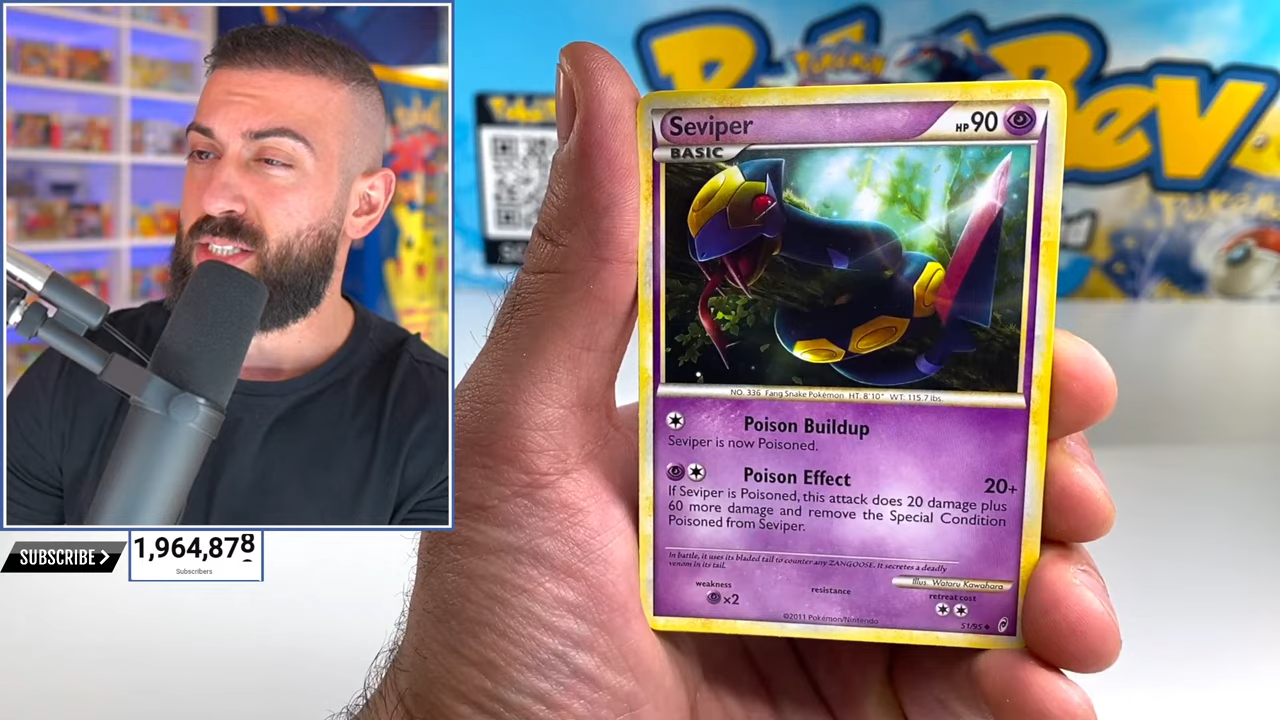 PokéRev
Pokémon
Seviper
HP 90
BASIC
NO. 336 Fang Snake Pokémon HT: 8'10" WT: 115.7 lbs.
Poison Buildup
Seviper is now Poisoned.
Poison Effect 20+
If Seviper is Poisoned, this attack does 20 damage plus
60 more damage and remove the Special Condition
Poisoned from Seviper.
In battle, it uses its bladed tail to counter any ZANGOOSE. It secretes a deadly
venom in its tail.
Illus. Wataru Kawahara
weakness
resistance
retreat cost
×2
©2011 Pokémon/Nintendo
51/95
SUBSCRIBE >
1,964,878
Subscribers